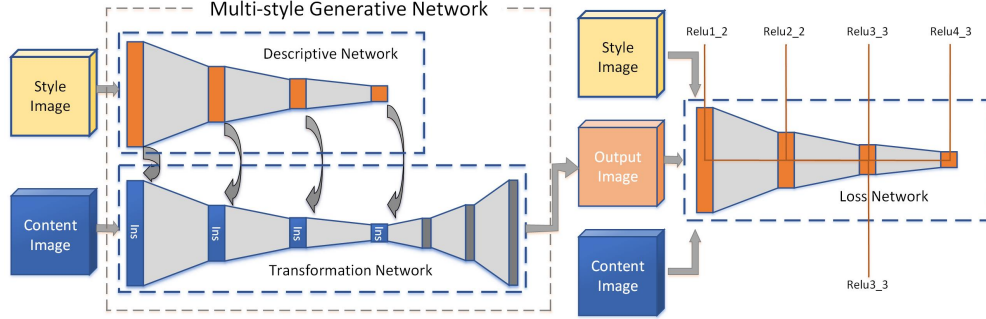 Multi-style Generative Network
Descriptive Network
Style
Image
Content
Image
Ins
Ins
Ins
Ins
Transformation Network
Style
Image
Output
Image
Content
Image
Relu1_2
Relu2_2
Relu3_3
Relu4_3
Loss Network
Relu3_3